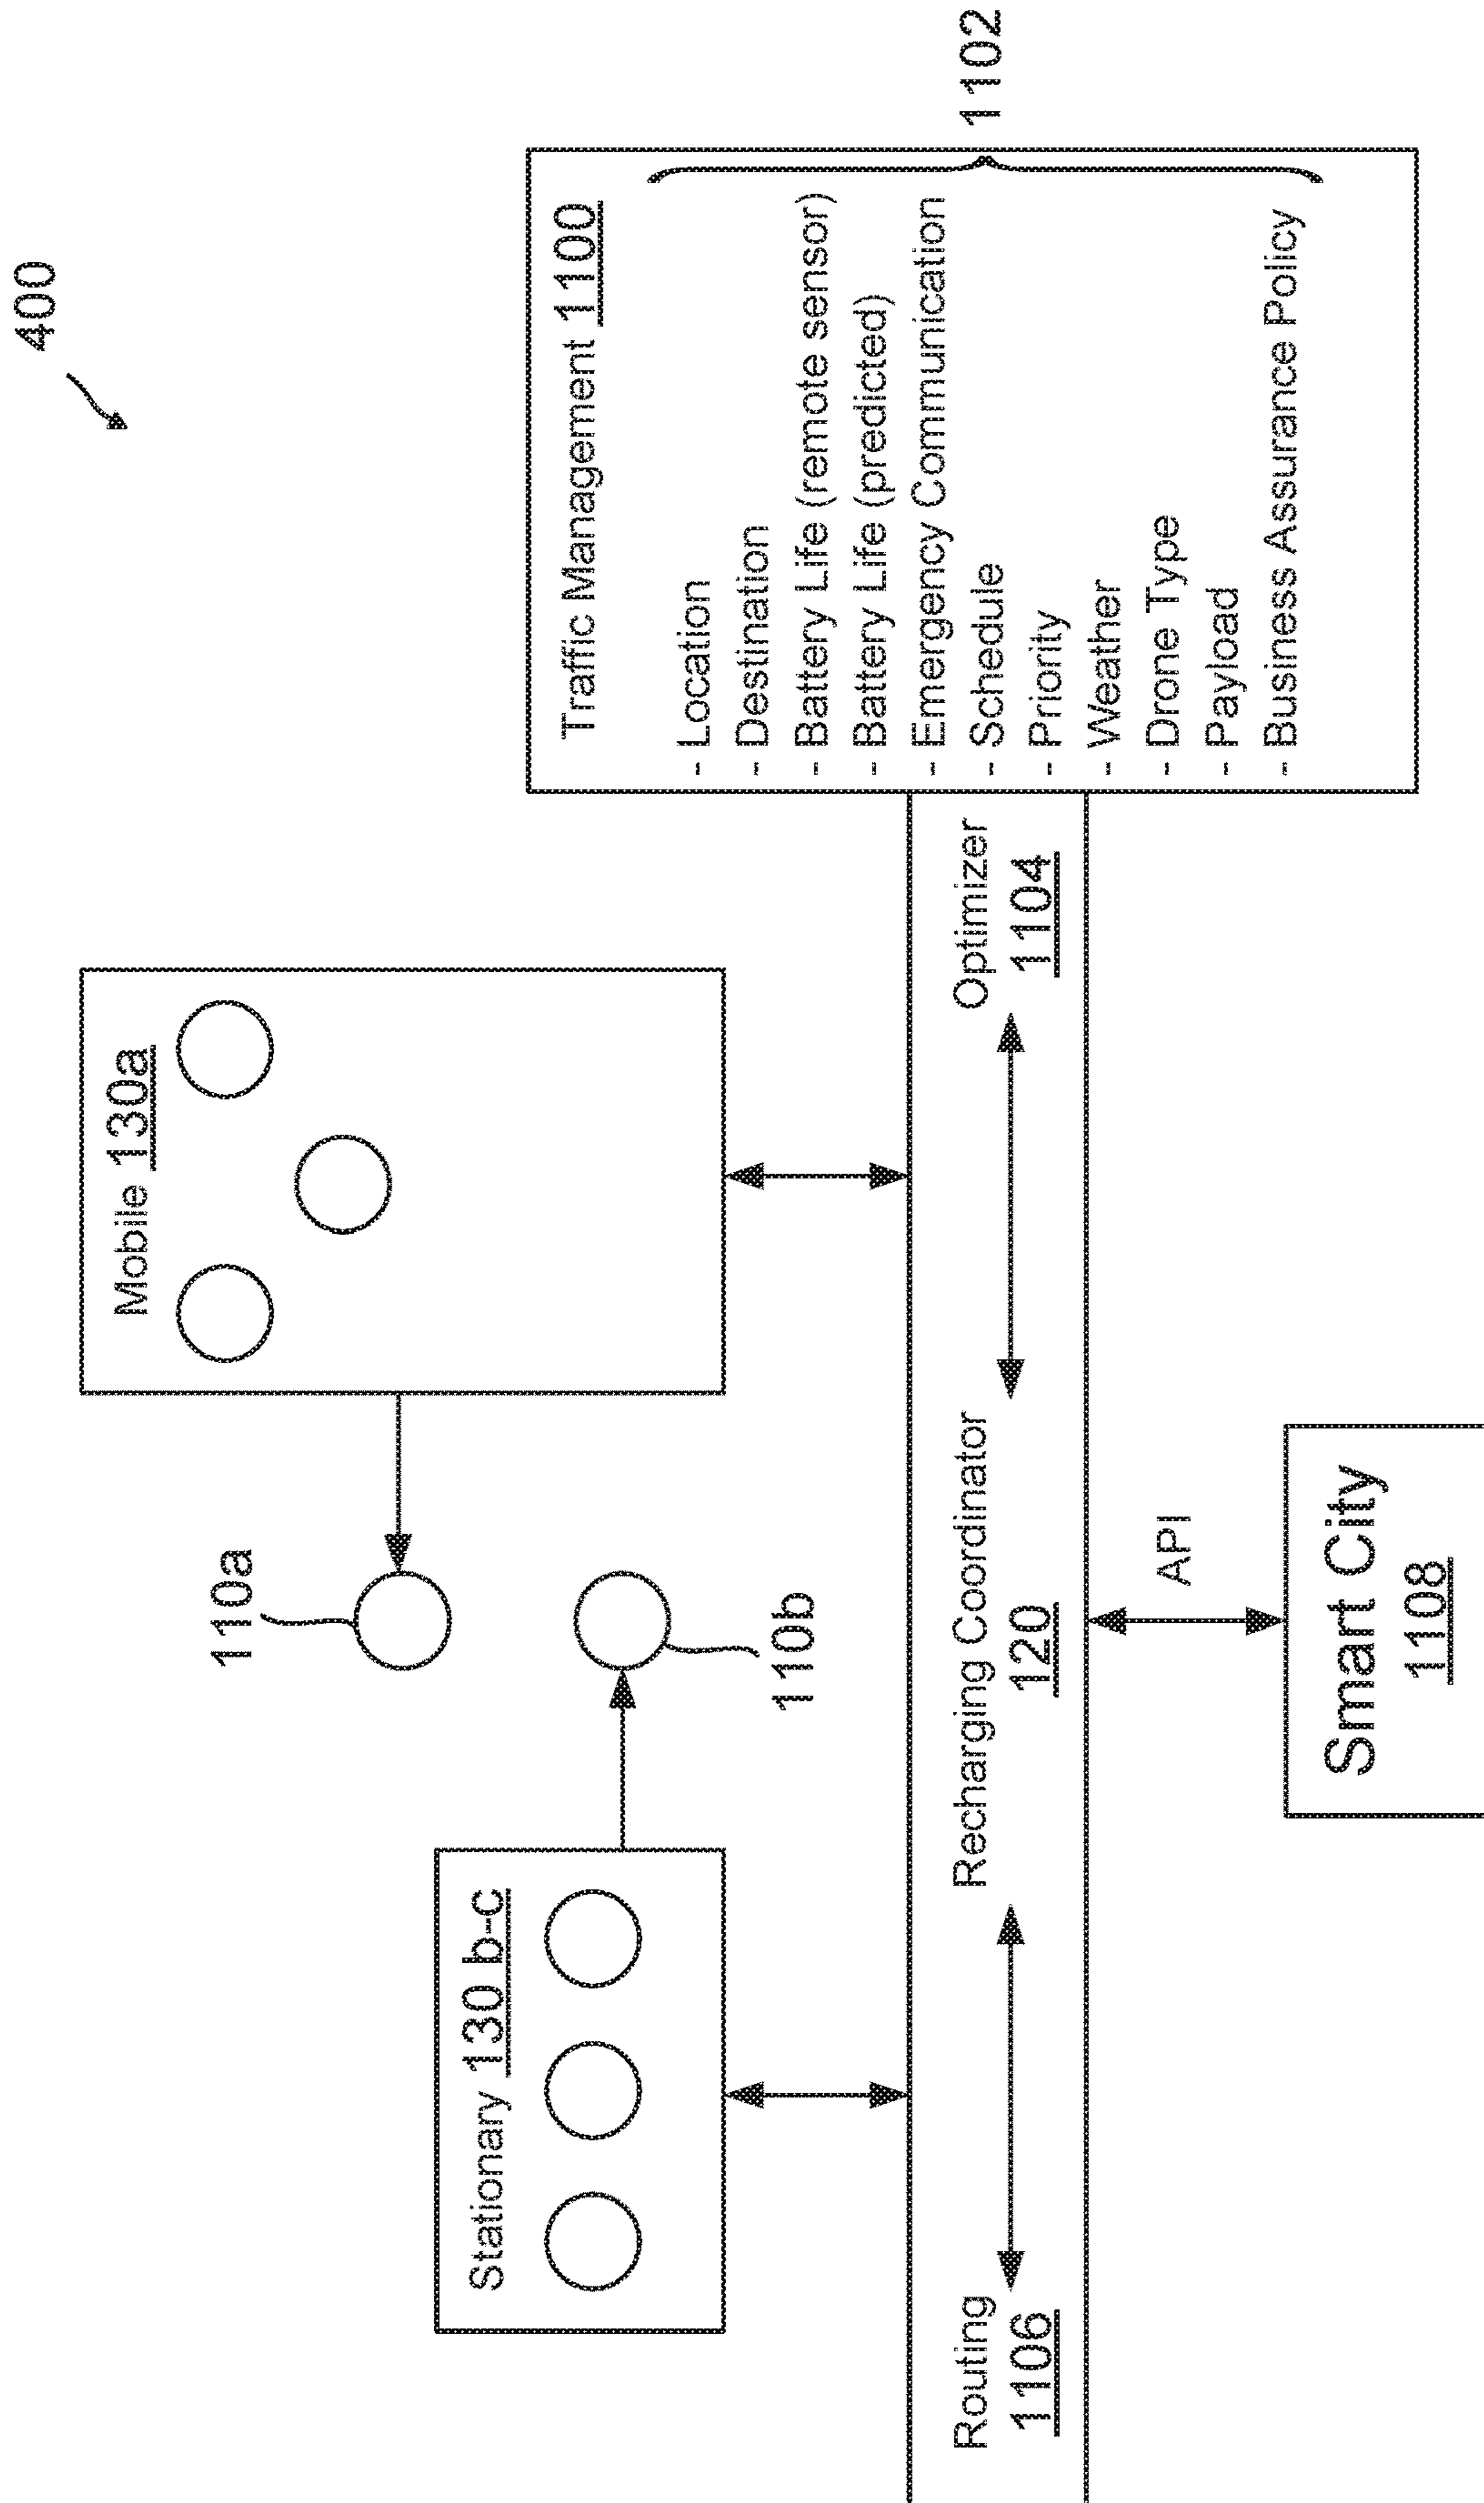 400
Mobile 130a
110a
Stationary 130 b-c
110b
Traffic Management 1100
- Location
- Destination
- Battery Life (remote sensor)
- Battery Life (predicted)
- Emergency Communication
- Schedule
- Priority
- Weather
- Drone Type
- Payload
- Business Assurance Policy
1102
Routing
1106
Recharging Coordinator
120
Optimizer
1104
API
Smart City
1108